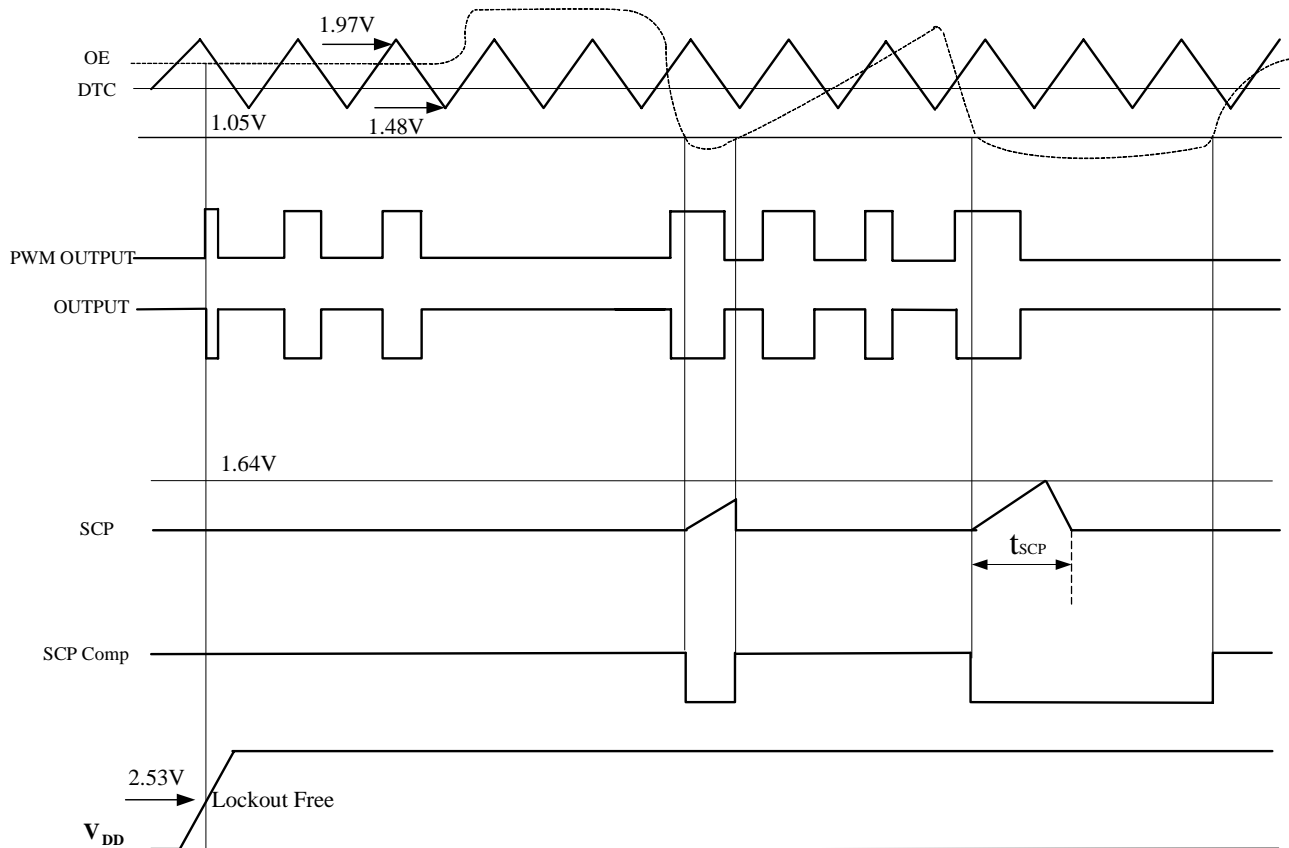 1.97V
OE
DTC
1.05V
1.48V
PWM OUTPUT
OUTPUT
1.64V
SCP
tSCP
SCP Comp
2.53V
Lockout Free
VDD